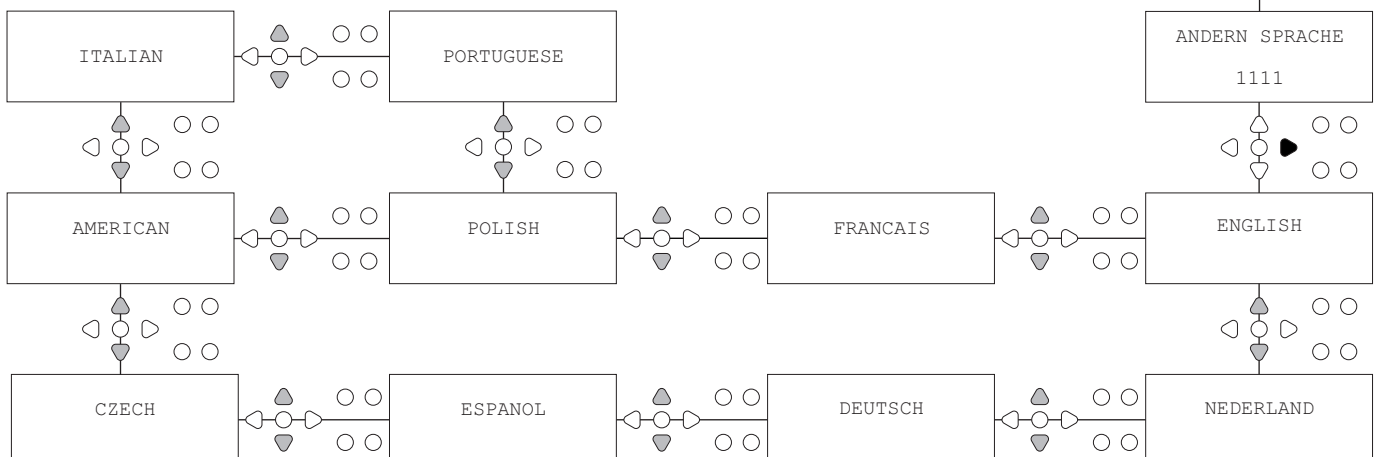 ITALIAN
PORTUGUESE
ANDERN SPRACHE
1111
AMERICAN
POLISH
FRANCAIS
ENGLISH
CZECH
ESPANOL
DEUTSCH
NEDERLAND